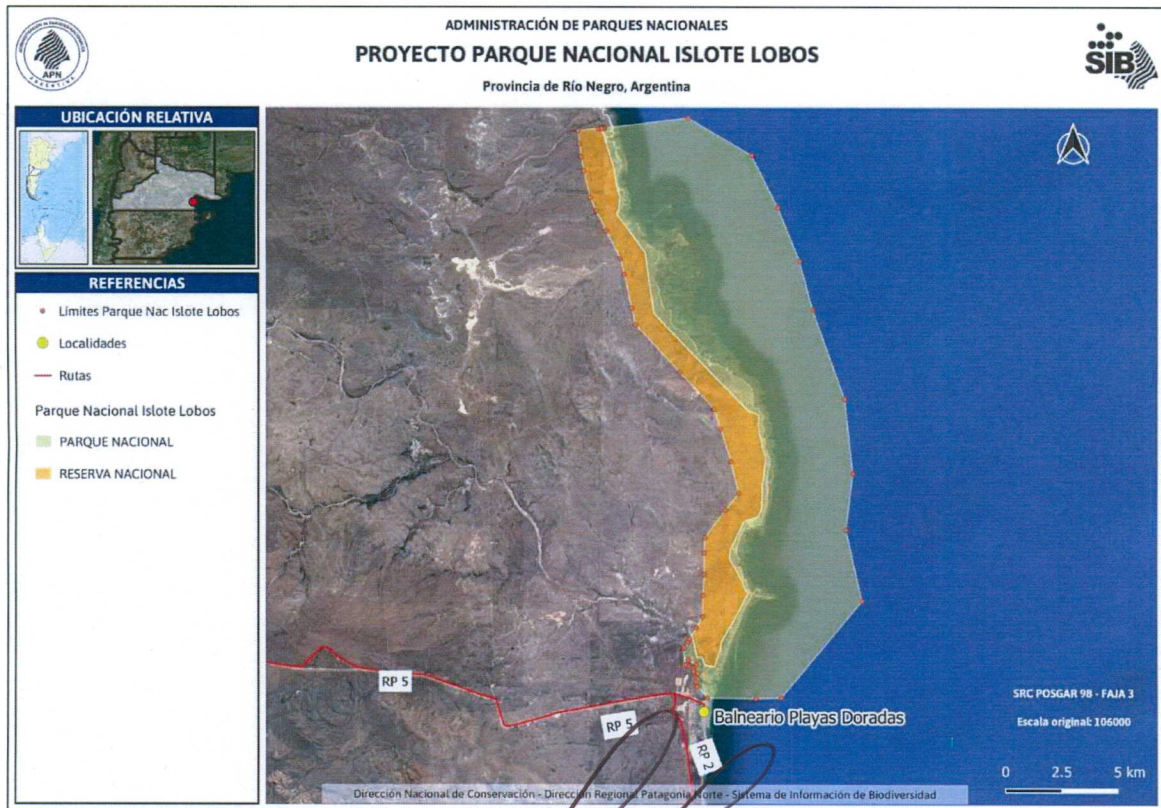 ADMINISTRACIÓN DE PARQUES NACIONALES
PROYECTO PARQUE NACIONAL ISLOTE LOBOS
Provincia de Río Negro, Argentina
APN
ARGENTINA
SIB
UBICACIÓN RELATIVA
REFERENCIAS
Límites Parque Nac Islote Lobos
Localidades
Rutas
Parque Nacional Islote Lobos
PARQUE NACIONAL
RESERVA NACIONAL
RP 5
RP 5
RP 2
Balneario Playas Doradas
SRC POSGAR 98 - FAJA 3
Escala original: 106000
0 2.5 5 km
Dirección Nacional de Conservación - Dirección Regional Patagonia Norte - Sistema de Información de Biodiversidad